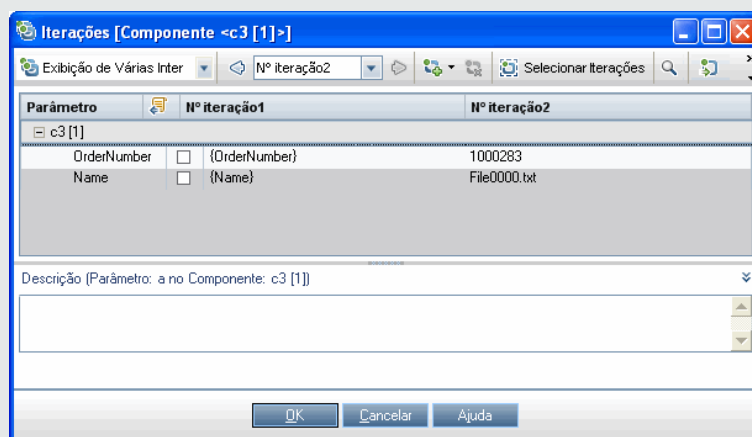 Iterações [Componente <c3 [1]>]
Exibição de Várias Inter Nº iteração2 Selecionar Iterações
Parâmetro Nº iteração1 Nº iteração2
c3 [1]
OrderNumber {OrderNumber} 1000283
Name {Name} File0000.txt
Descrição (Parâmetro: a no Componente: c3 [1])
OK Cancelar Ajuda